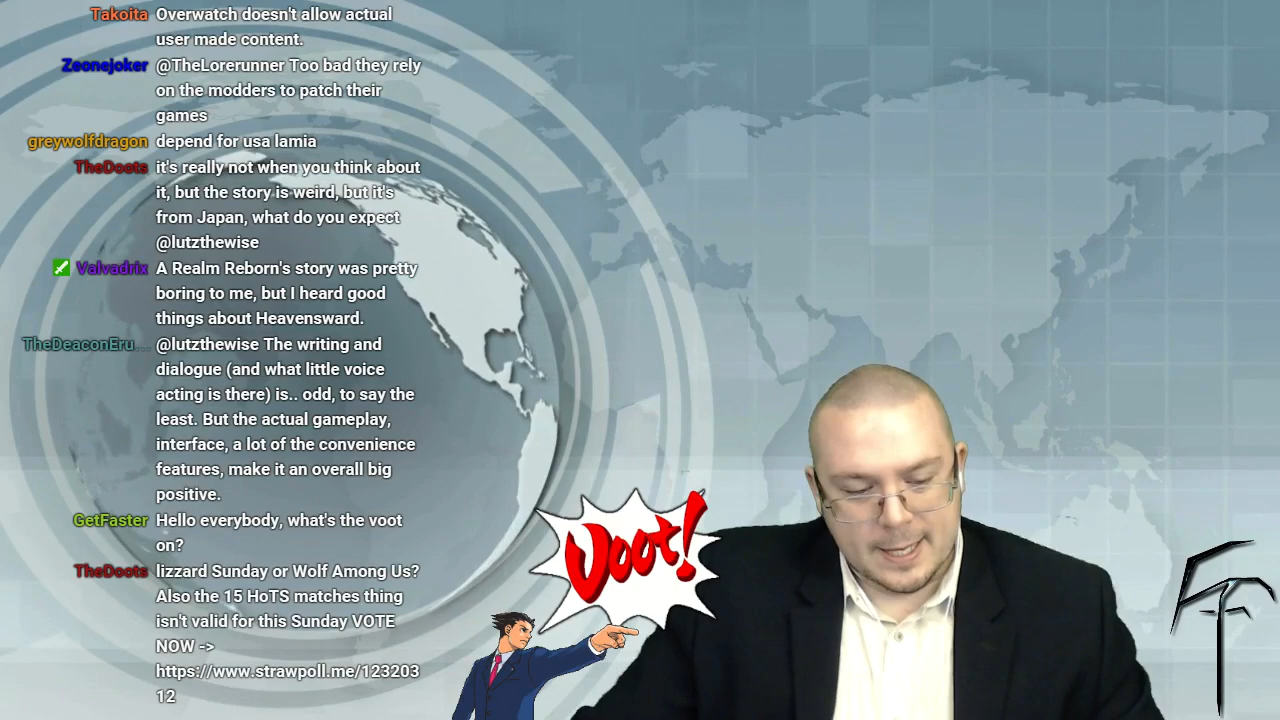 Takoita Overwatch doesn't allow actual
user made content.
Zeonejoker @TheLorerunner Too bad they rely
on the modders to patch their
games
greywolfdragon depend for usa lamia
TheDoots it's really not when you think about
it, but the story is weird, but it's
from Japan, what do you expect
@lutzthewise
Valvadrix A Realm Reborn's story was pretty
boring to me, but I heard good
things about Heavensward.
TheDeaconEru... @lutzthewise The writing and
dialogue (and what little voice
acting is there) is.. odd, to say the
least. But the actual gameplay,
interface, a lot of the convenience
features, make it an overall big
positive.
GetFaster Hello everybody, what's the voot
on?
TheDoots lizzard Sunday or Wolf Among Us?
Also the 15 HoTS matches thing
isn't valid for this Sunday VOTE
NOW ->
https://www.strawpoll.me/123203
12
Voot!